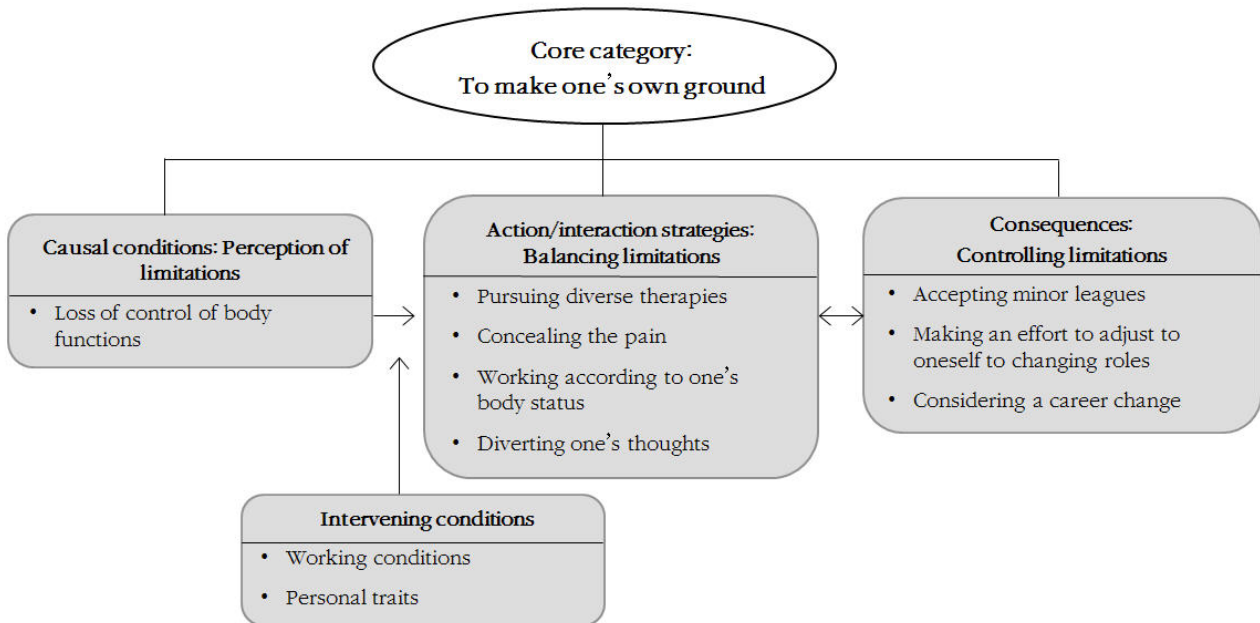 Core category:
To make one's own ground
Causal conditions: Perception of
limitations
• Loss of control of body
functions
Action/interaction strategies:
Balancing limitations
• Pursuing diverse therapies
• Concealing the pain
• Working according to one's
body status
• Diverting one's thoughts
Consequences:
Controlling limitations
• Accepting minor leagues
• Making an effort to adjust to
oneself to changing roles
• Considering a career change
Intervening conditions
• Working conditions
• Personal traits